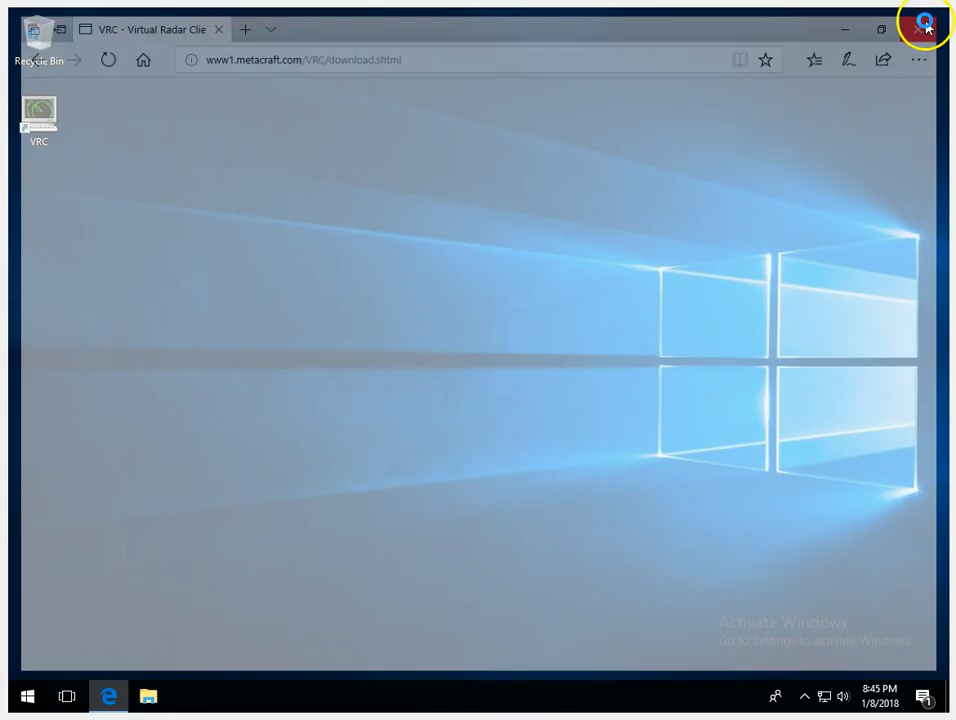 VRC - Virtual Radar Clie
www1.metacraft.com/VRC/download.shtml
Recycle Bin
VRC
Activate Windows
Go to Settings to activate Windows.
8:45 PM
1/8/2018
1